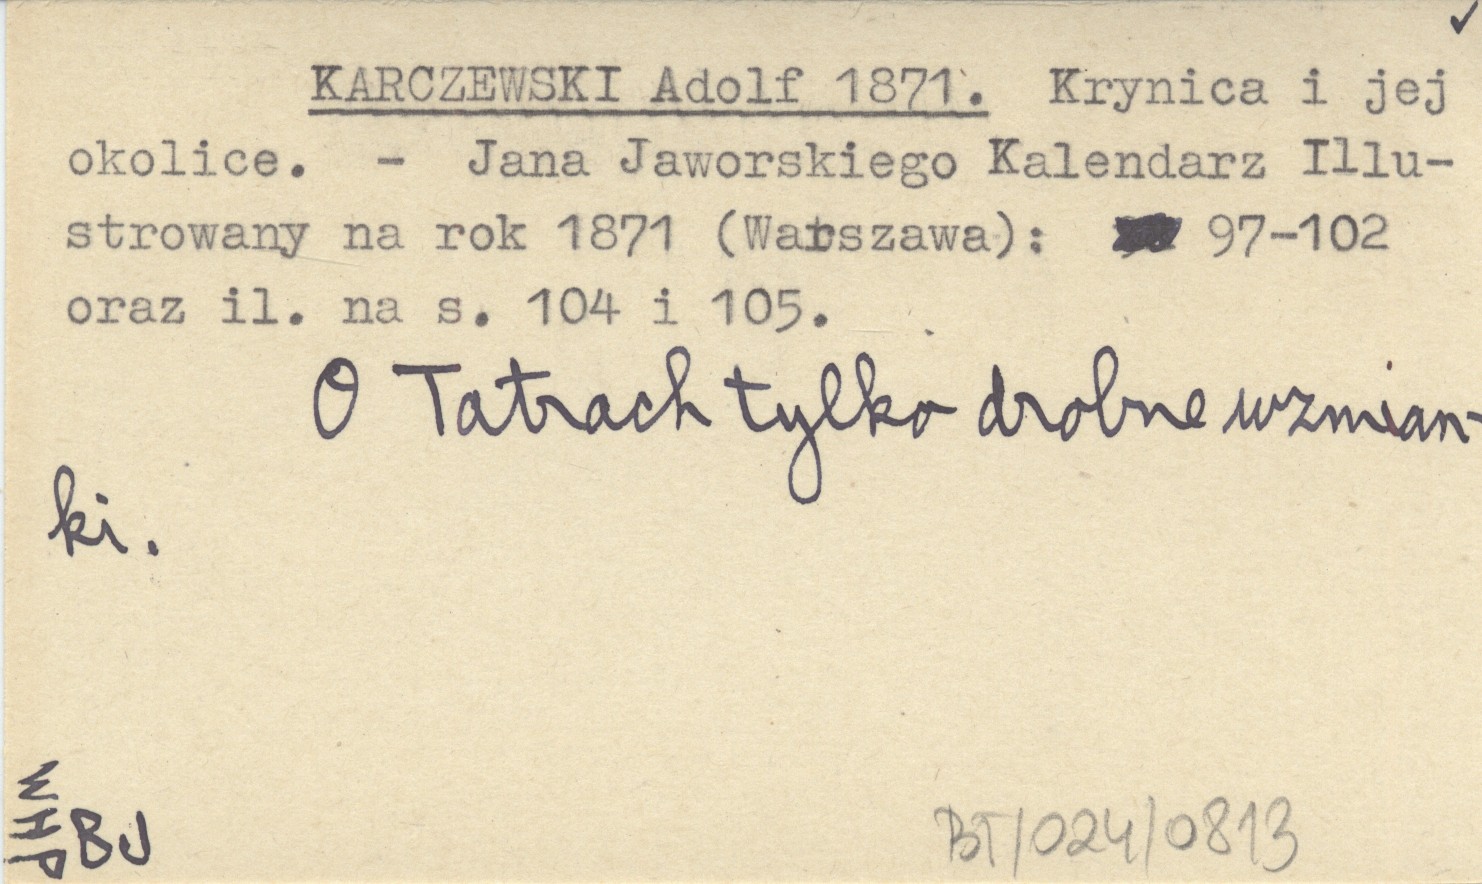 KARCZEWSKI Adolf 1871. Krynica i jej
okolice. - Jana Jaworskiego Kalendarz Illu-
strowany na rok 1871 (Warszawa): 97-102
oraz il. na s. 104 i 105.
O Tatrach tylko drobne wzmian-
ki.
WHP
BJ
BT/024/0813